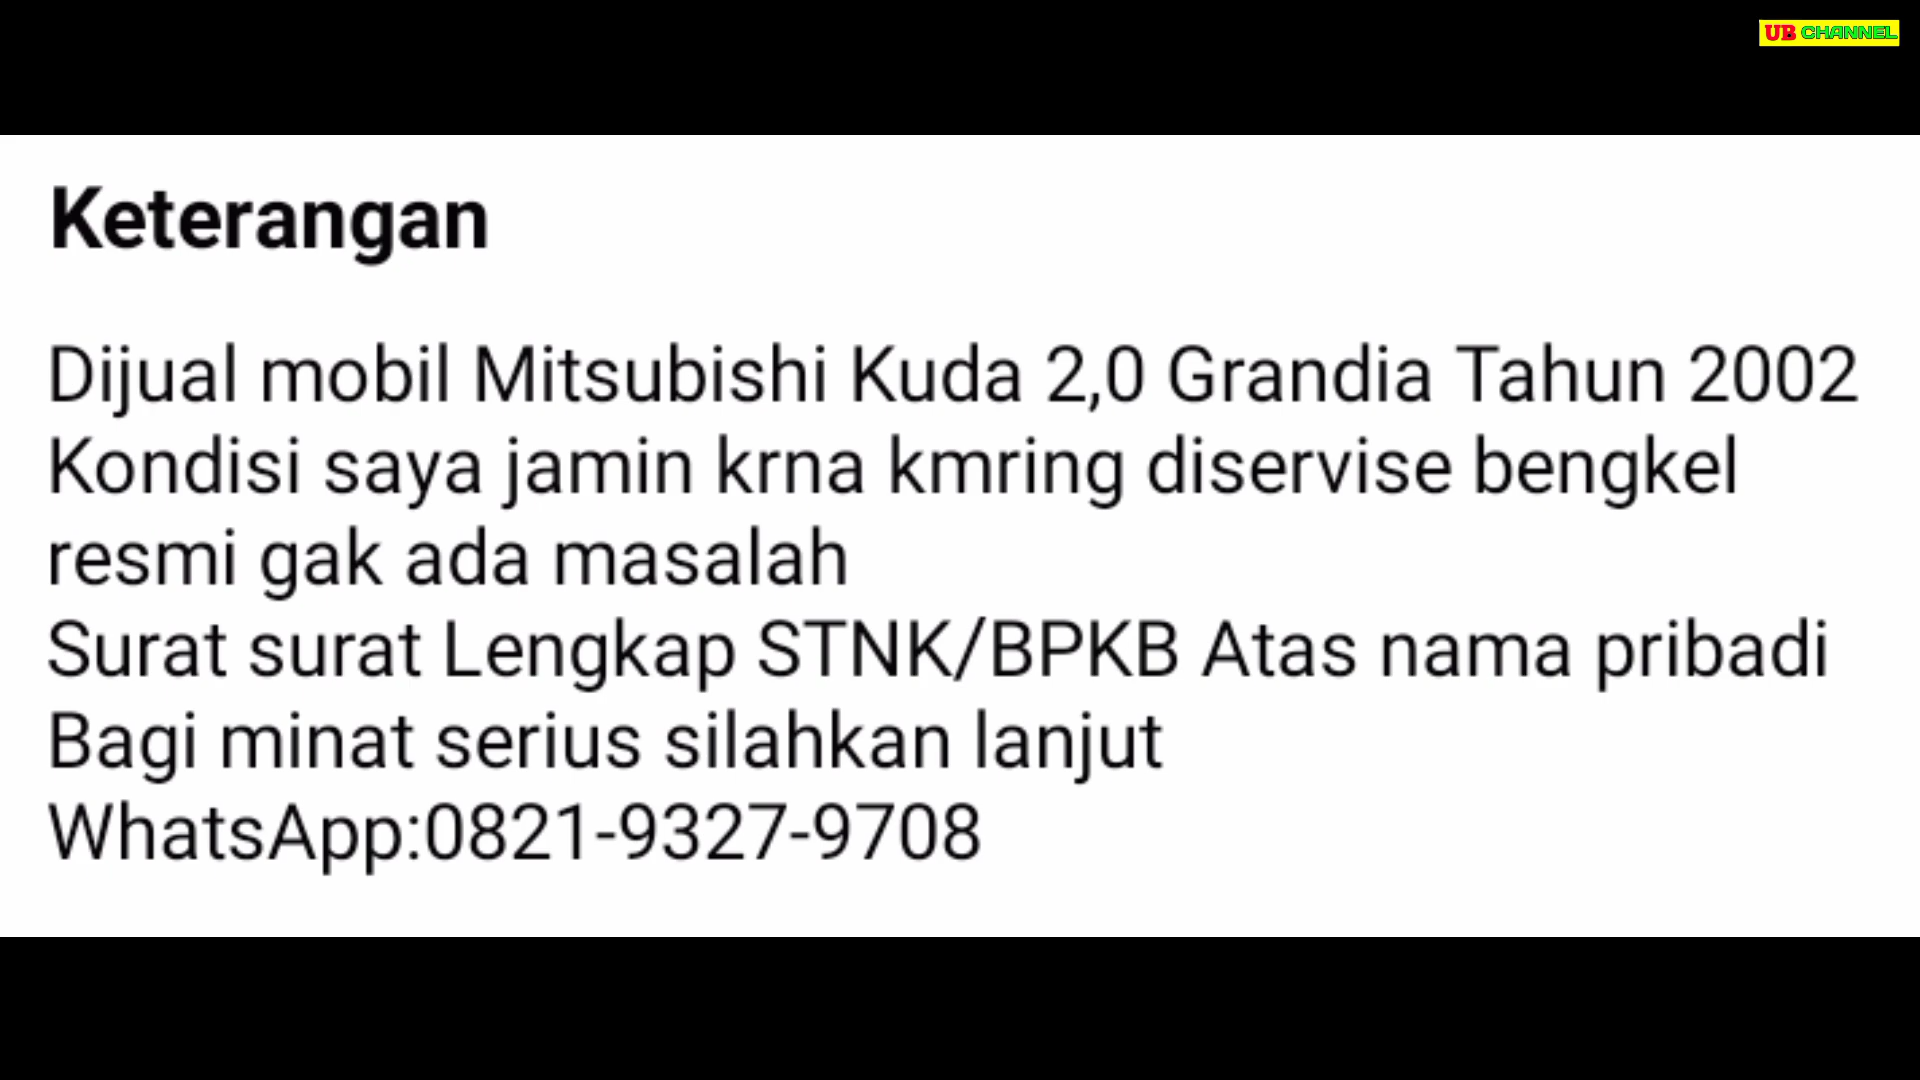 UB CHANNEL
Keterangan
Dijual mobil Mitsubishi Kuda 2,0 Grandia Tahun 2002
Kondisi saya jamin krna kmring diservise bengkel
resmi gak ada masalah
Surat surat Lengkap STNK/BPKB Atas nama pribadi
Bagi minat serius silahkan lanjut
WhatsApp:0821-9327-9708